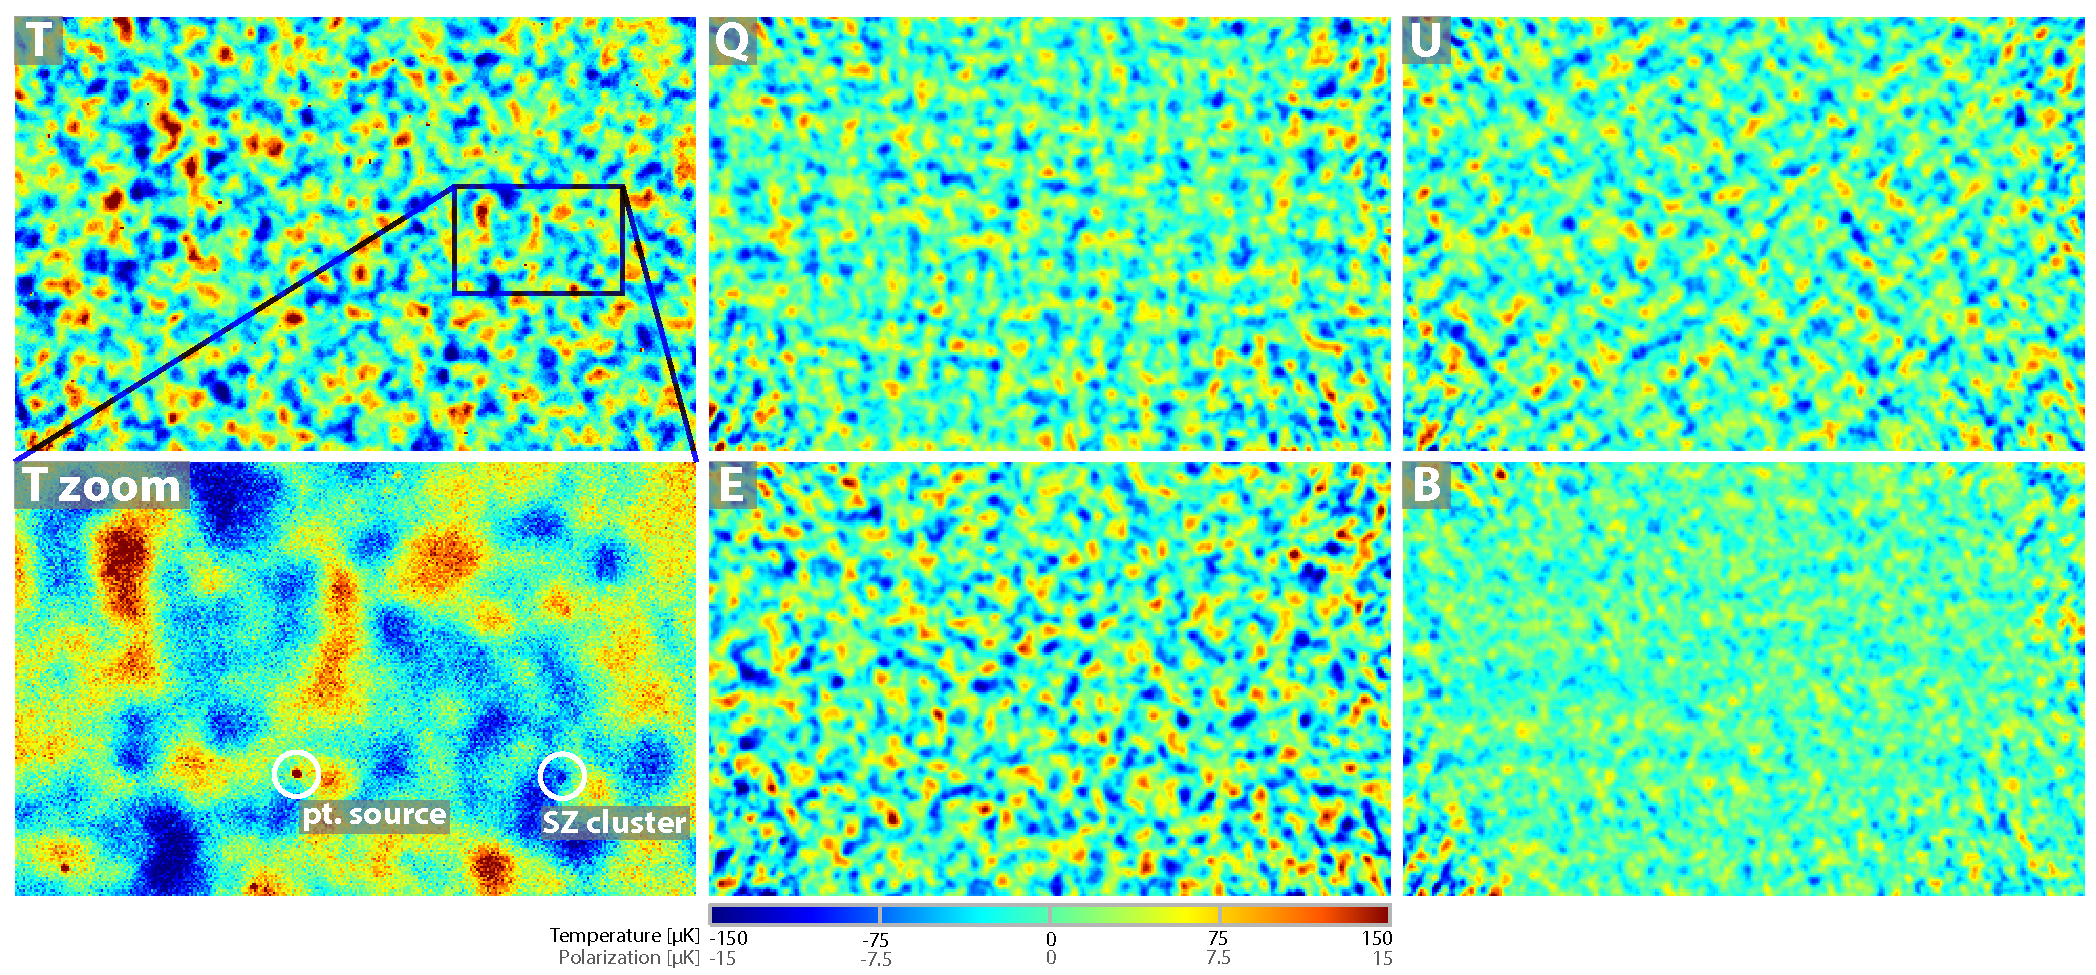 T
Q
U
T zoom
pt. source
SZ cluster
E
B
Temperature [μK] -150 -75 0 75 150
Polarization [μK] -15 -7.5 0 7.5 15